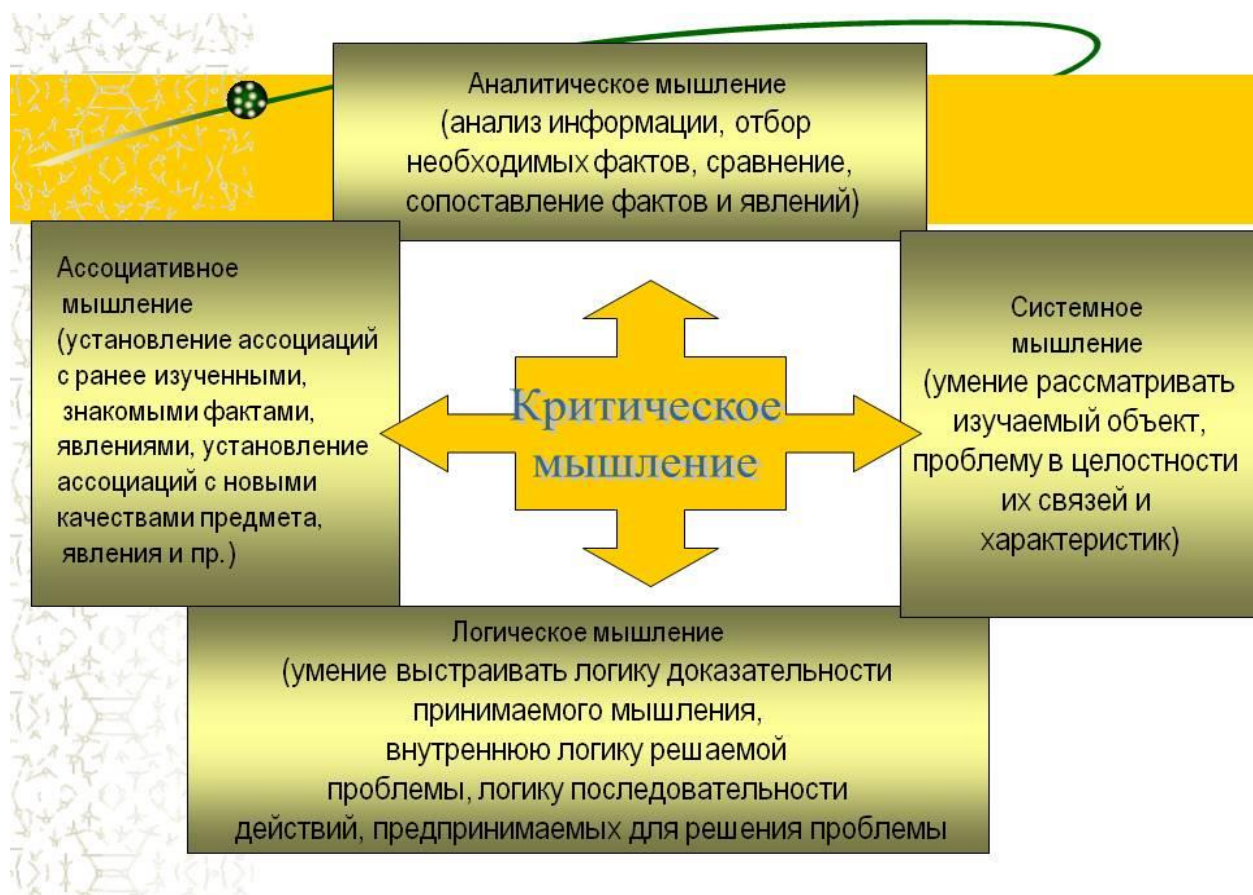 Аналитическое мышление
(анализ информации, отбор
необходимых фактов, сравнение,
сопоставление фактов и явлений)
Ассоциативное
мышление
(установление ассоциаций
с ранее изученными,
знакомыми фактами,
явлениями, установление
ассоциаций с новыми
качествами предмета,
явления и пр.)
Критическое
мышление
Системное
мышление
(умение рассматривать
изучаемый объект,
проблему в целостности
их связей и
характеристик)
Логическое мышление
(умение выстраивать логику доказательности
принимаемого мышления,
внутреннюю логику решаемой
проблемы, логику последовательности
действий, предпринимаемых для решения проблемы